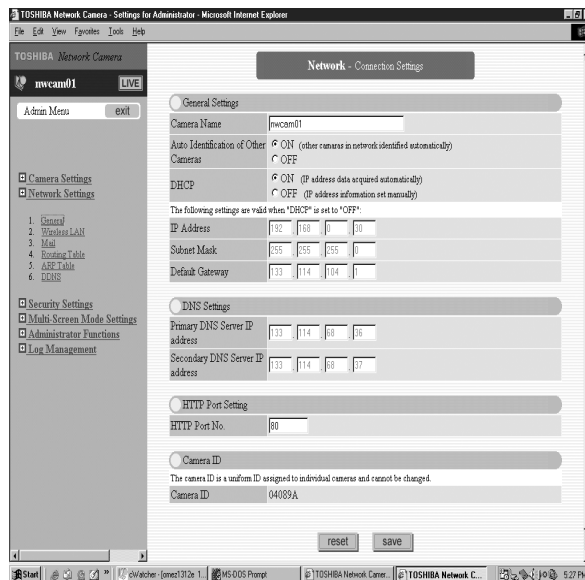 TOSHIBA Network Camera - Settings for Administrator - Microsoft Internet Explorer
File Edit View Favorites Tools Help
TOSHIBA Network Camera
nwcam01 LIVE
Admin Menu exit
Camera Settings
Network Settings
1. General
2. Wireless LAN
3. Mail
4. Routing Table
5. ARP Table
6. DDNS
Security Settings
Multi-Screen Mode Settings
Administrator Functions
Log Management
Network - Connection Settings
General Settings
Camera Name nwcam01
Auto Identification of Other Cameras
ON (other camaras in network identified automatically)
OFF
DHCP
ON (IP address data acquired automatically)
OFF (IP address information set manually)
The following settings are valid when "DHCP" is set to "OFF":
IP Address 192 . 168 . 0 . 30
Subnet Mask 255 . 255 . 255 . 0
Default Gateway 133 . 114 . 104 . 1
DNS Settings
Primary DNS Server IP address 133 . 114 . 68 . 36
Secondary DNS Server IP address 133 . 114 . 68 . 37
HTTP Port Setting
HTTP Port No. 80
Camera ID
The camera ID is a uniform ID assigned to individual cameras and cannot be changed.
Camera ID 04089A
reset save
Start cWatcher - [omez1312e 1... MS-DOS Prompt TOSHIBA Network Camer... TOSHIBA Network C... 5:27 P